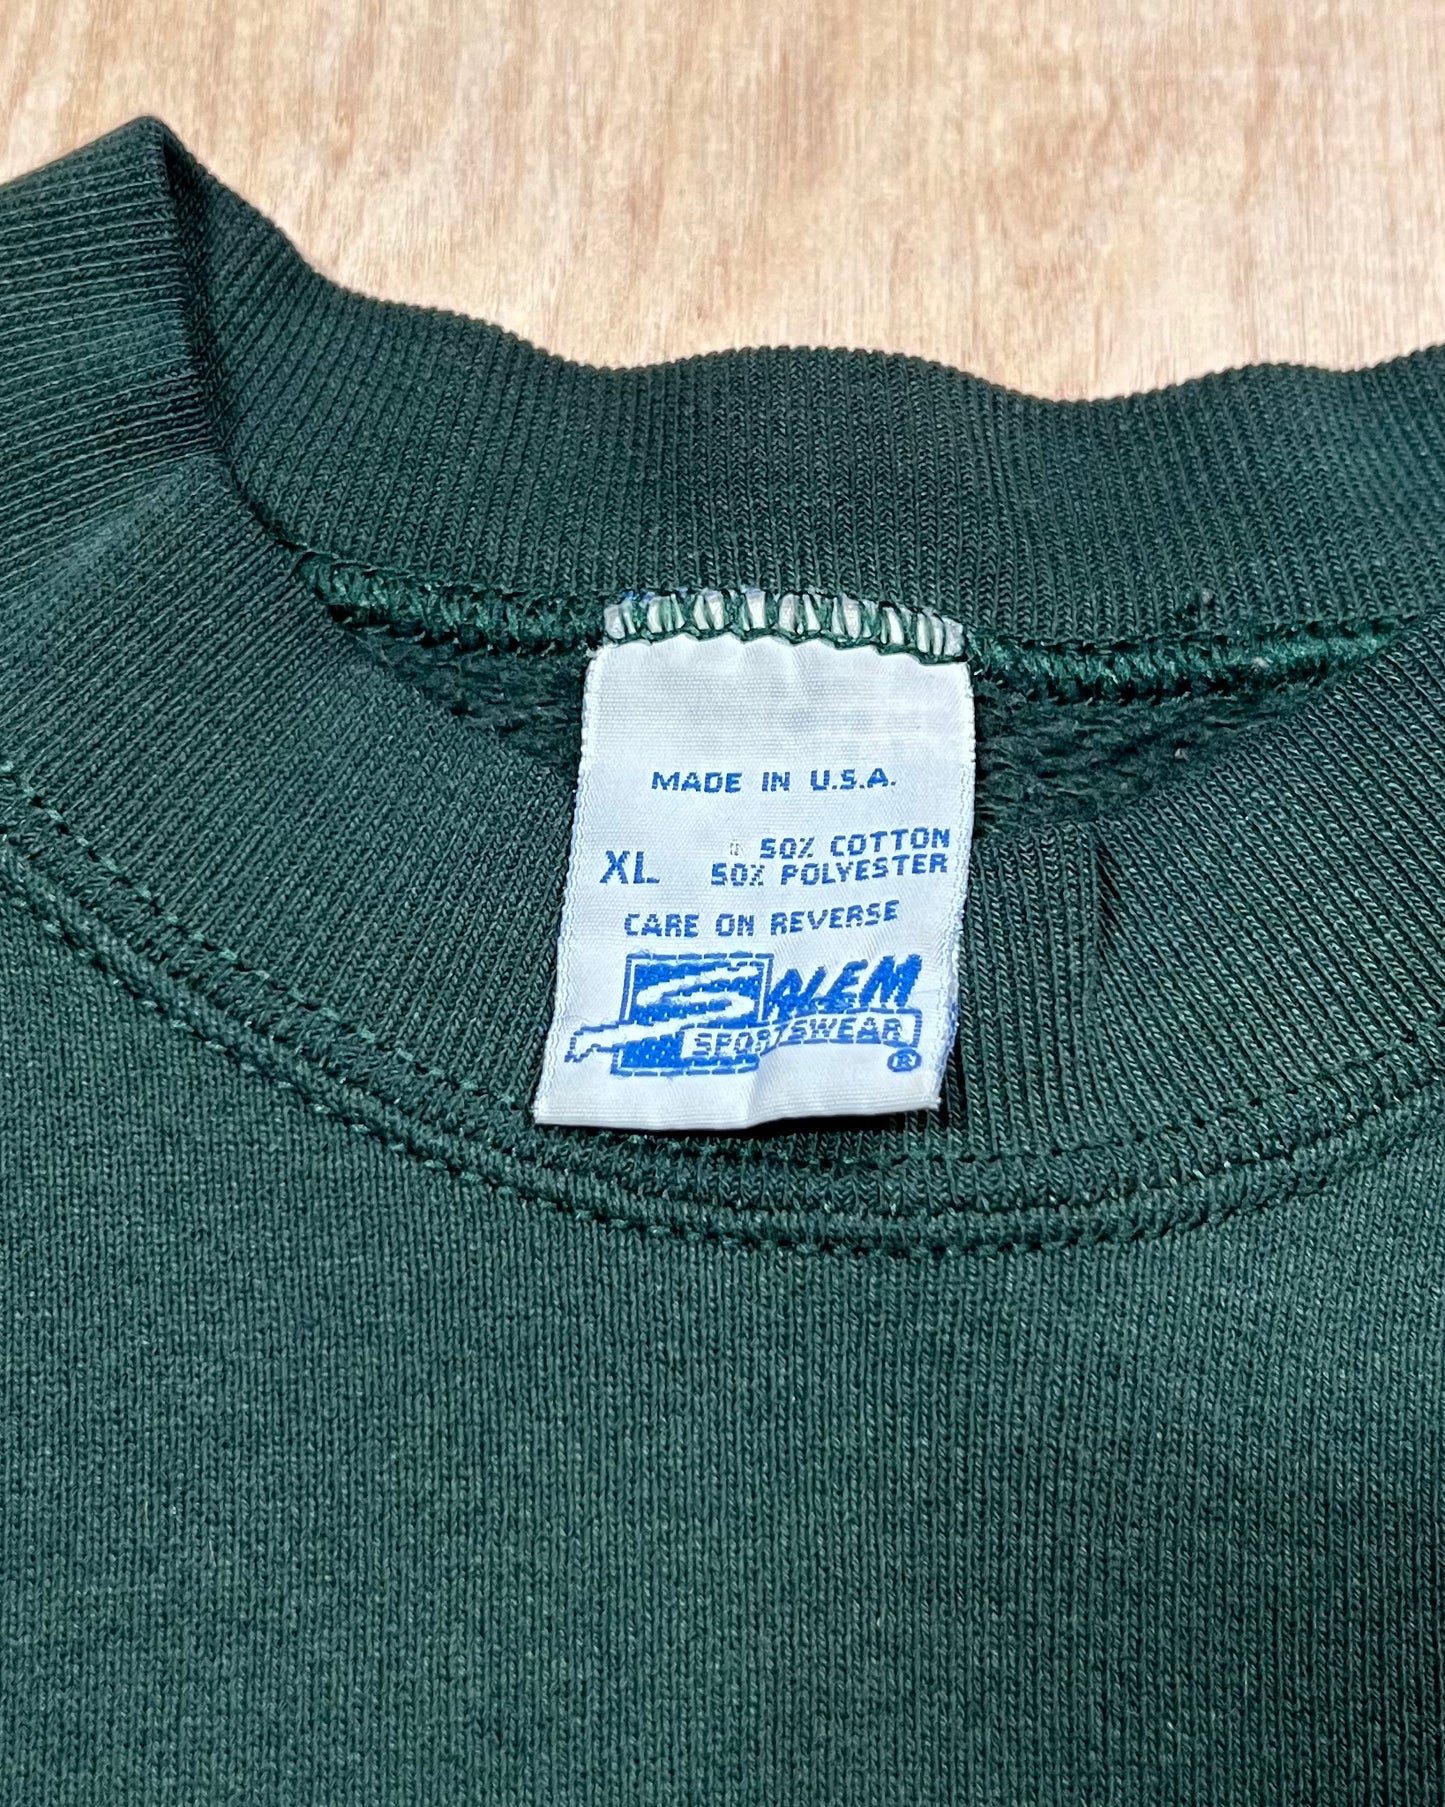 MADE IN U.S.A.
XL
50% COTTON
50% POLYESTER
CARE ON REVERSE
SALEM
SPORTSWEAR
®